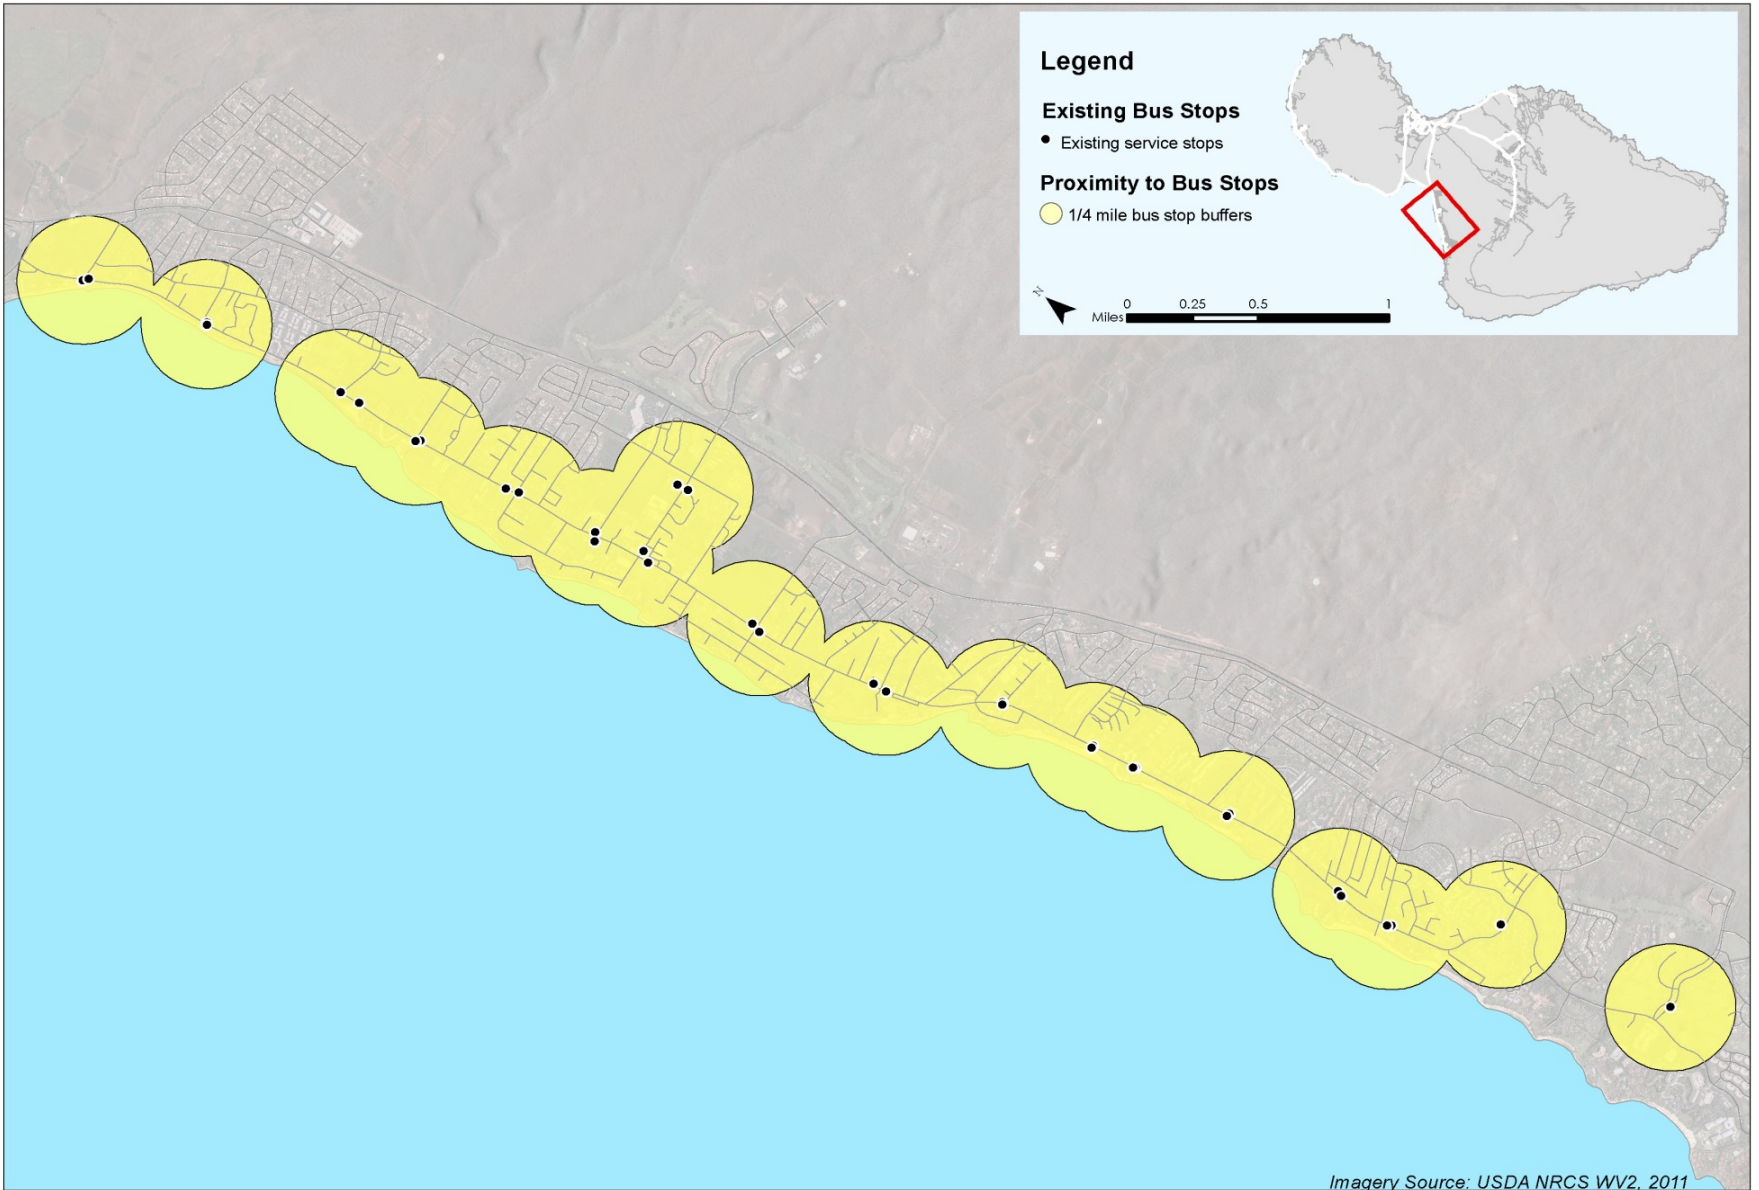 Legend
Existing Bus Stops
Existing service stops
Proximity to Bus Stops
1/4 mile bus stop buffers
N
0 0.25 0.5 1
Miles
Imagery Source: USDA NRCS WV2, 2011